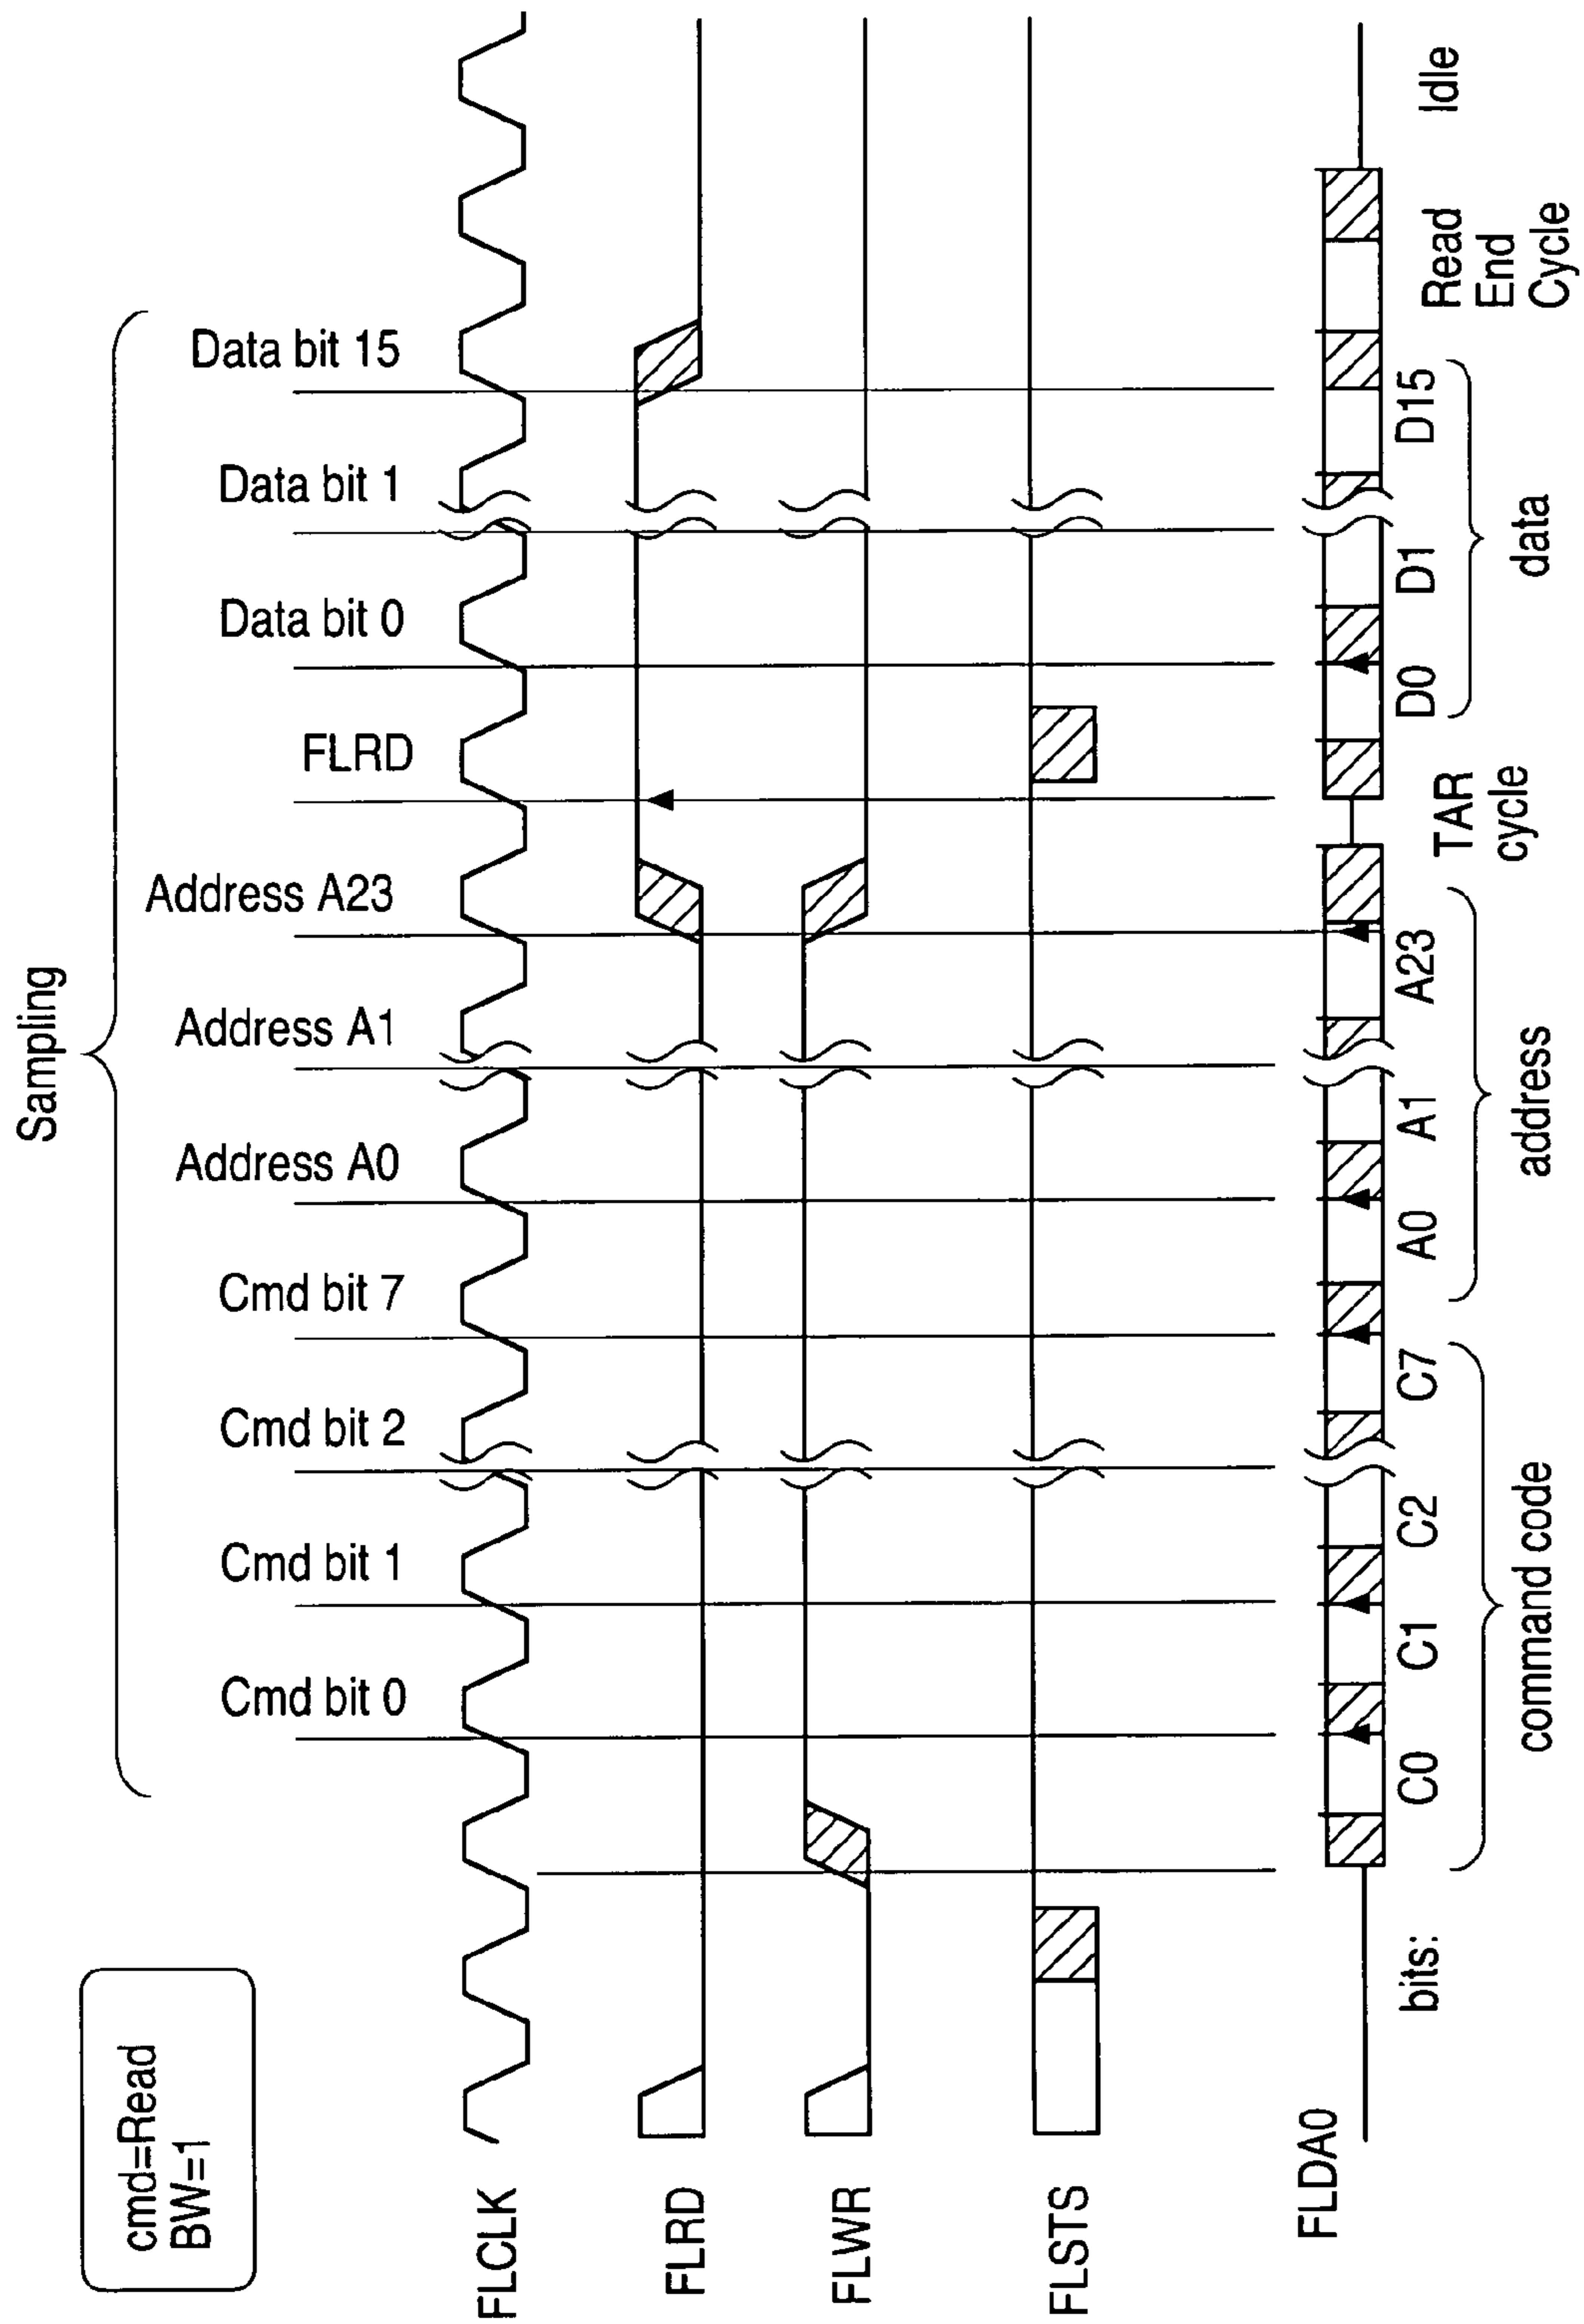 cmd=Read
BW=1
Sampling
Cmd bit 0
Cmd bit 1
Cmd bit 2
Cmd bit 7
Address A0
Address A1
Address A23
FLRD
Data bit 0
Data bit 1
Data bit 15
FLCLK
FLRD
FLWR
FLSTS
FLDA0
bits:
C0
C1
C2
C7
A0
A1
A23
TAR
cycle
D0
D1
D15
Read
End
Cycle
Idle
command code
address
data